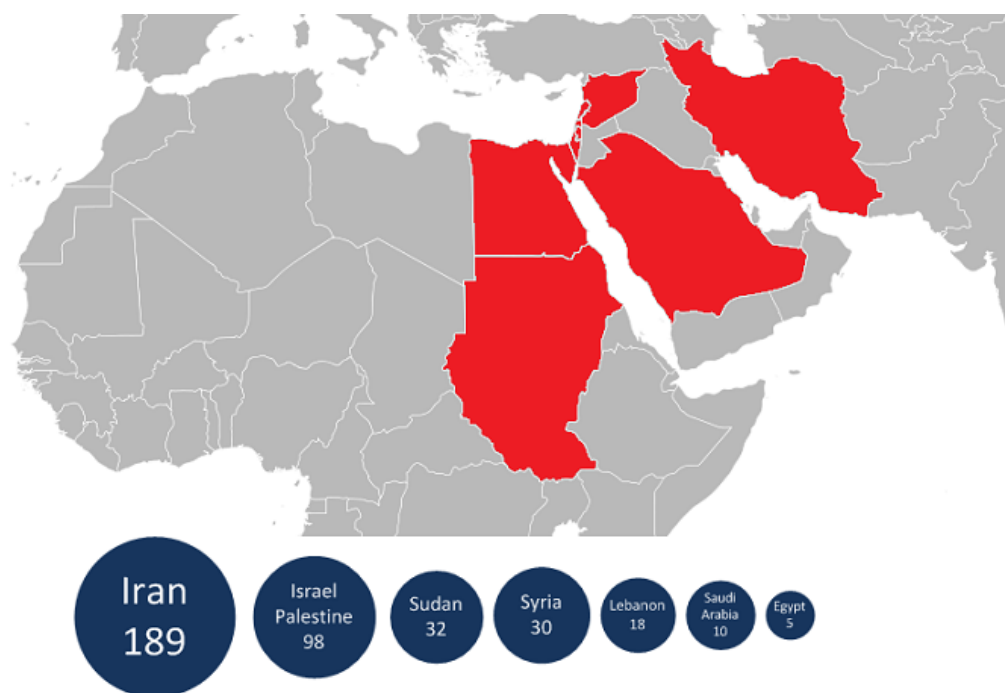 Iran
189
Israel
Palestine
98
Sudan
32
Syria
30
Lebanon
18
Saudi
Arabia
10
Egypt
5